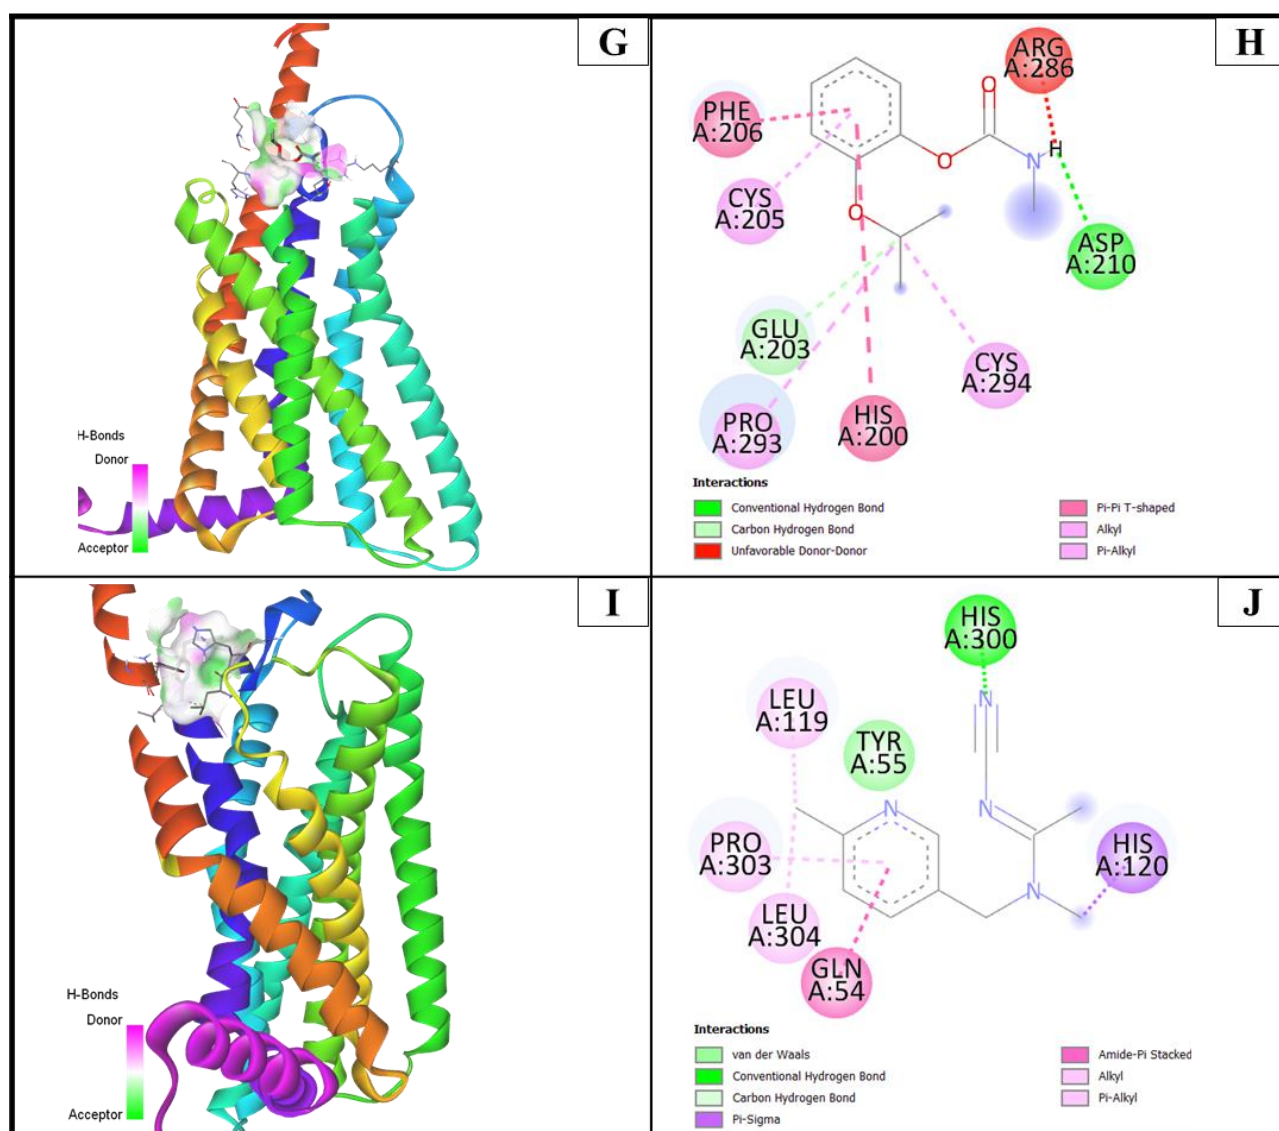 G
H-Bonds
Donor
Acceptor
H
ARG
A:286
PHE
A:206
O
O
H
N
CYS
A:205
O
ASP
A:210
GLU
A:203
CYS
A:294
PRO
A:293
HIS
A:200
Interactions
Conventional Hydrogen Bond
Carbon Hydrogen Bond
Unfavorable Donor-Donor
Pi-Pi T-shaped
Alkyl
Pi-Alkyl
I
H-Bonds
Donor
Acceptor
J
HIS
A:300
LEU
A:119
N
TYR
A:55
N
N
PRO
A:303
HIS
A:120
LEU
A:304
N
GLN
A:54
Interactions
van der Waals
Conventional Hydrogen Bond
Carbon Hydrogen Bond
Pi-Sigma
Amide-Pi Stacked
Alkyl
Pi-Alkyl